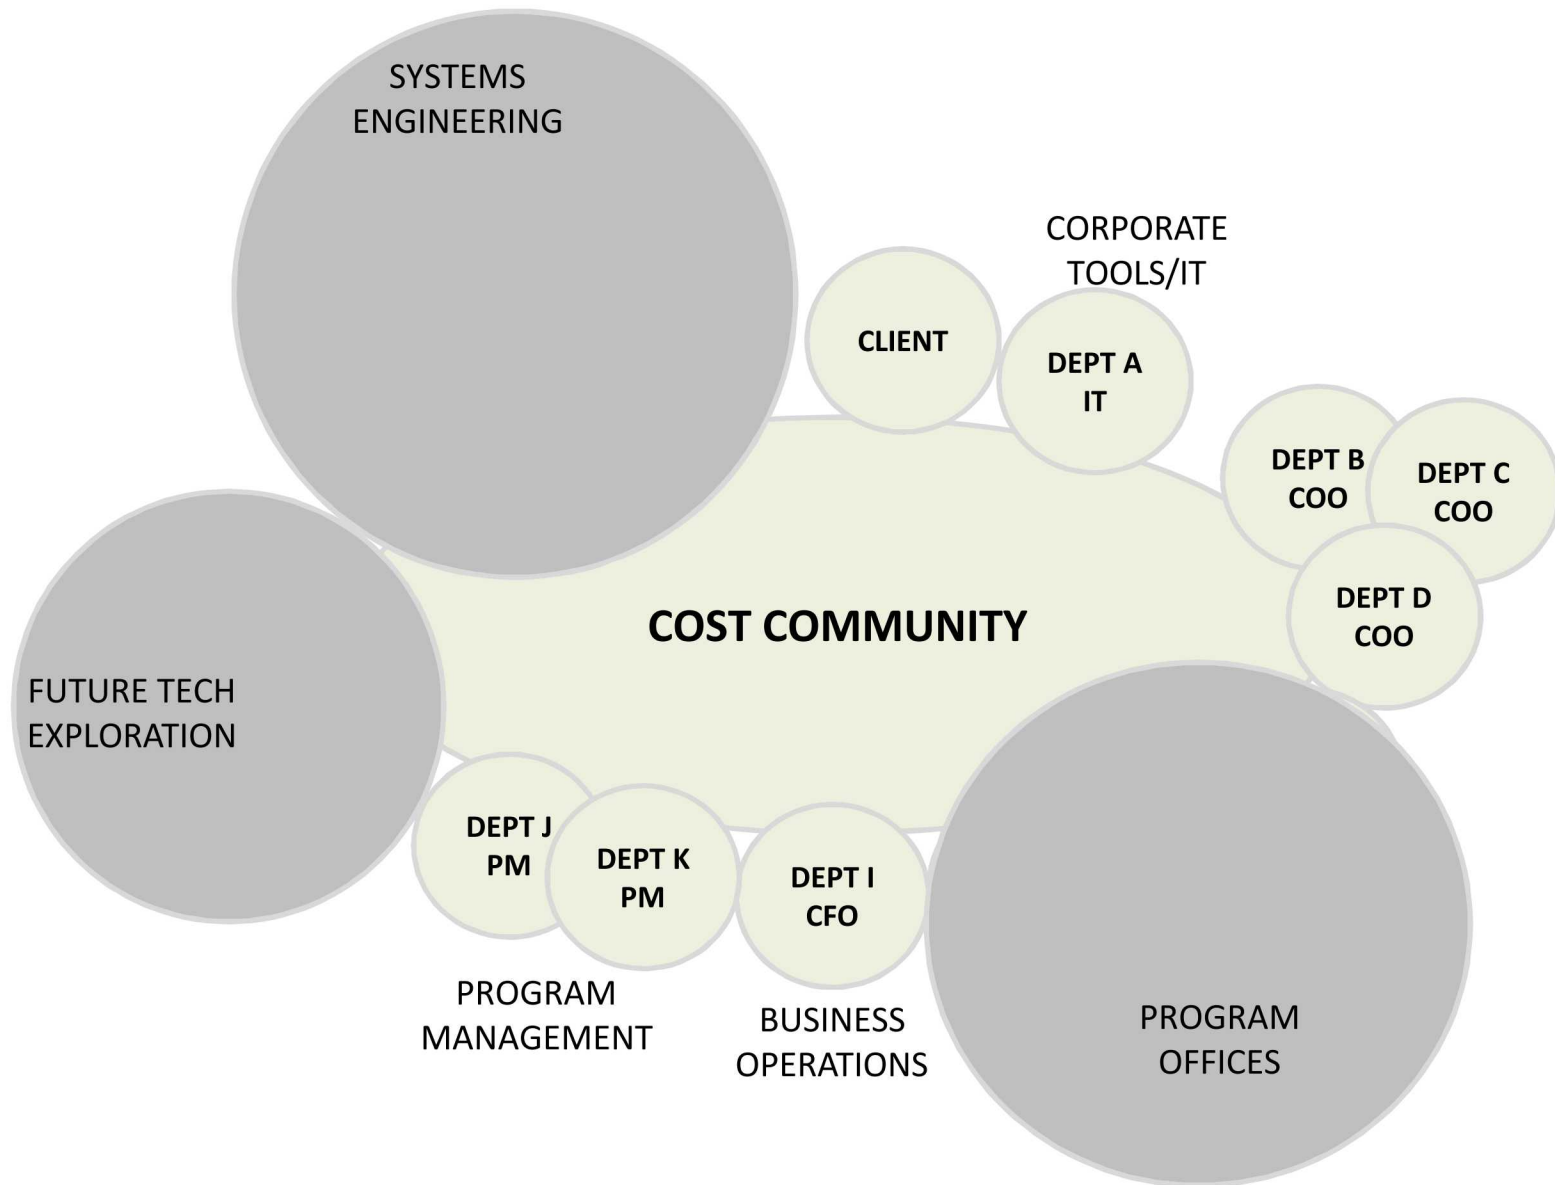 SYSTEMS
ENGINEERING
CORPORATE
TOOLS/IT
CLIENT
DEPT A
IT
DEPT B
COO
DEPT C
COO
DEPT D
COO
COST COMMUNITY
FUTURE TECH
EXPLORATION
DEPT J
PM
DEPT K
PM
DEPT I
CFO
PROGRAM
MANAGEMENT
BUSINESS
OPERATIONS
PROGRAM
OFFICES